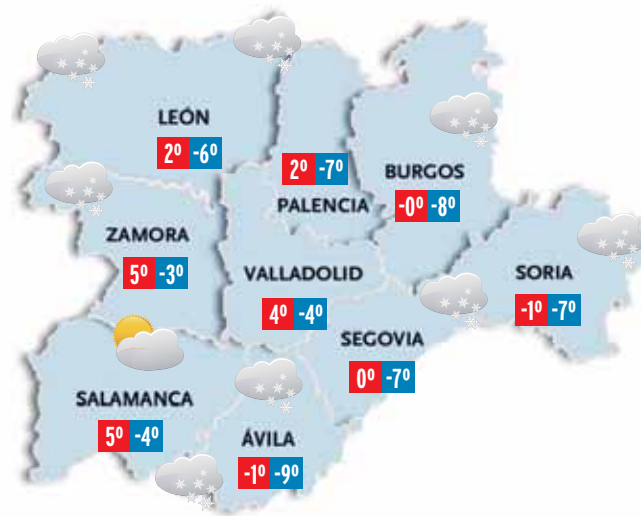 LEÓN
2º -6º
2º -7º
PALENCIA
BURGOS
-0º -8º
ZAMORA
5º -3º
VALLADOLID
4º -4º
SORIA
-1º -7º
SEGOVIA
0º -7º
SALAMANCA
5º -4º
ÁVILA
-1º -9º